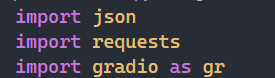 import json
import requests
import gradio as gr